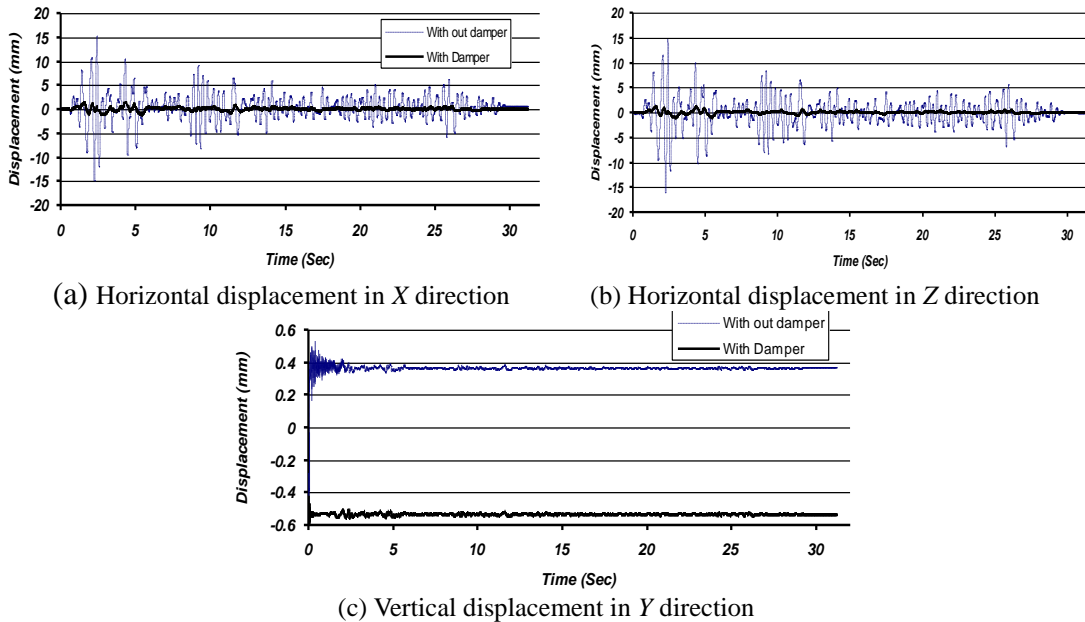 20
15
10
5
0
-5
-10
-15
-20
Displacement (mm)
With out damper
With Damper
0 5 10 15 20 25 30
Time (Sec)
(a) Horizontal displacement in X direction
20
15
10
5
0
-5
-10
-15
-20
Displacement (mm)
0 5 10 15 20 25 30
Time (Sec)
(b) Horizontal displacement in Z direction
0.6
0.4
0.2
0
-0.2
-0.4
-0.6
Displacement (mm)
With out damper
With Damper
0 5 10 15 20 25 30
Time (Sec)
(c) Vertical displacement in Y direction